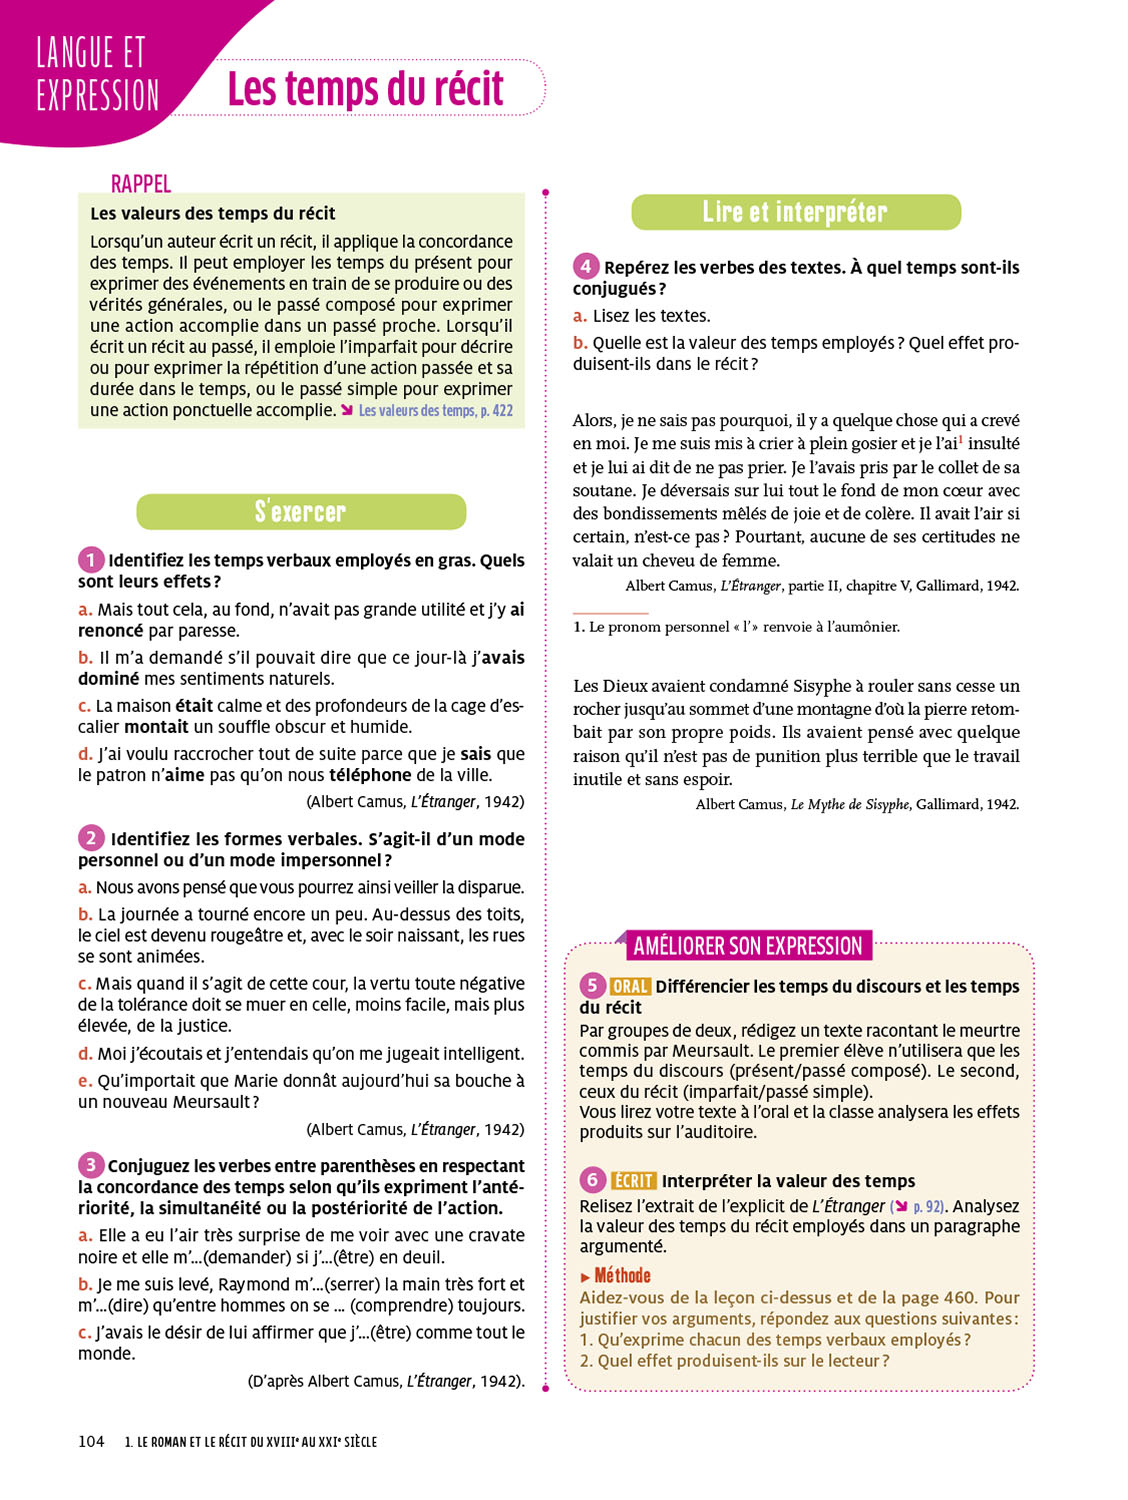 LANGUE ET
EXPRESSION
Les temps du récit
RAPPEL
Les valeurs des temps du récit
Lorsqu'un auteur écrit un récit, il applique la concordance
des temps. Il peut employer les temps du présent pour
exprimer des événements en train de se produire ou des
vérités générales, ou le passé composé pour exprimer
une action accomplie dans un passé proche. Lorsqu'il
écrit un récit au passé, il emploie l'imparfait pour décrire
ou pour exprimer la répétition d'une action passée et sa
durée dans le temps, ou le passé simple pour exprimer
une action ponctuelle accomplie. ↘ Les valeurs des temps, p. 422
S'exercer
1 Identifiez les temps verbaux employés en gras. Quels
sont leurs effets ?
a. Mais tout cela, au fond, n'avait pas grande utilité et j'y ai
renoncé par paresse.
b. Il m'a demandé s'il pouvait dire que ce jour-là j'avais
dominé mes sentiments naturels.
c. La maison était calme et des profondeurs de la cage d'es-
calier montait un souffle obscur et humide.
d. J'ai voulu raccrocher tout de suite parce que je sais que
le patron n'aime pas qu'on nous téléphone de la ville.
(Albert Camus, L'Étranger, 1942)
2 Identifiez les formes verbales. S'agit-il d'un mode
personnel ou d'un mode impersonnel ?
a. Nous avons pensé que vous pourrez ainsi veiller la disparue.
b. La journée a tourné encore un peu. Au-dessus des toits,
le ciel est devenu rougeâtre et, avec le soir naissant, les rues
se sont animées.
c. Mais quand il s'agit de cette cour, la vertu toute négative
de la tolérance doit se muer en celle, moins facile, mais plus
élevée, de la justice.
d. Moi j'écoutais et j'entendais qu'on me jugeait intelligent.
e. Qu'importait que Marie donnât aujourd'hui sa bouche à
un nouveau Meursault ?
(Albert Camus, L'Étranger, 1942)
3 Conjuguez les verbes entre parenthèses en respectant
la concordance des temps selon qu'ils expriment l'anté-
riorité, la simultanéité ou la postériorité de l'action.
a. Elle a eu l'air très surprise de me voir avec une cravate
noire et elle m'...(demander) si j'...(être) en deuil.
b. Je me suis levé, Raymond m'...(serrer) la main très fort et
m'...(dire) qu'entre hommes on se ... (comprendre) toujours.
c. J'avais le désir de lui affirmer que j'...(être) comme tout le
monde.
(D'après Albert Camus, L'Étranger, 1942).
Lire et interpréter
4 Repérez les verbes des textes. À quel temps sont-ils
conjugués ?
a. Lisez les textes.
b. Quelle est la valeur des temps employés ? Quel effet pro-
duisent-ils dans le récit ?
Alors, je ne sais pas pourquoi, il y a quelque chose qui a crevé
en moi. Je me suis mis à crier à plein gosier et je l'ai¹ insulté
et je lui ai dit de ne pas prier. Je l'avais pris par le collet de sa
soutane. Je déversais sur lui tout le fond de mon cœur avec
des bondissements mêlés de joie et de colère. Il avait l'air si
certain, n'est-ce pas ? Pourtant, aucune de ses certitudes ne
valait un cheveu de femme.
Albert Camus, L'Étranger, partie II, chapitre V, Gallimard, 1942.
1. Le pronom personnel « l' » renvoie à l'aumônier.
Les Dieux avaient condamné Sisyphe à rouler sans cesse un
rocher jusqu'au sommet d'une montagne d'où la pierre retom-
bait par son propre poids. Ils avaient pensé avec quelque
raison qu'il n'est pas de punition plus terrible que le travail
inutile et sans espoir.
Albert Camus, Le Mythe de Sisyphe, Gallimard, 1942.
AMÉLIORER SON EXPRESSION
5 ORAL Différencier les temps du discours et les temps
du récit
Par groupes de deux, rédigez un texte racontant le meurtre
commis par Meursault. Le premier élève n'utilisera que les
temps du discours (présent/passé composé). Le second,
ceux du récit (imparfait/passé simple).
Vous lirez votre texte à l'oral et la classe analysera les effets
produits sur l'auditoire.
6 ÉCRIT Interpréter la valeur des temps
Relisez l'extrait de l'explicit de L'Étranger (↘ p. 92). Analysez
la valeur des temps du récit employés dans un paragraphe
argumenté.
▶ Méthode
Aidez-vous de la leçon ci-dessus et de la page 460. Pour
justifier vos arguments, répondez aux questions suivantes :
1. Qu'exprime chacun des temps verbaux employés ?
2. Quel effet produisent-ils sur le lecteur ?
104 1. LE ROMAN ET LE RÉCIT DU XVIIIe AU XXIe SIÈCLE